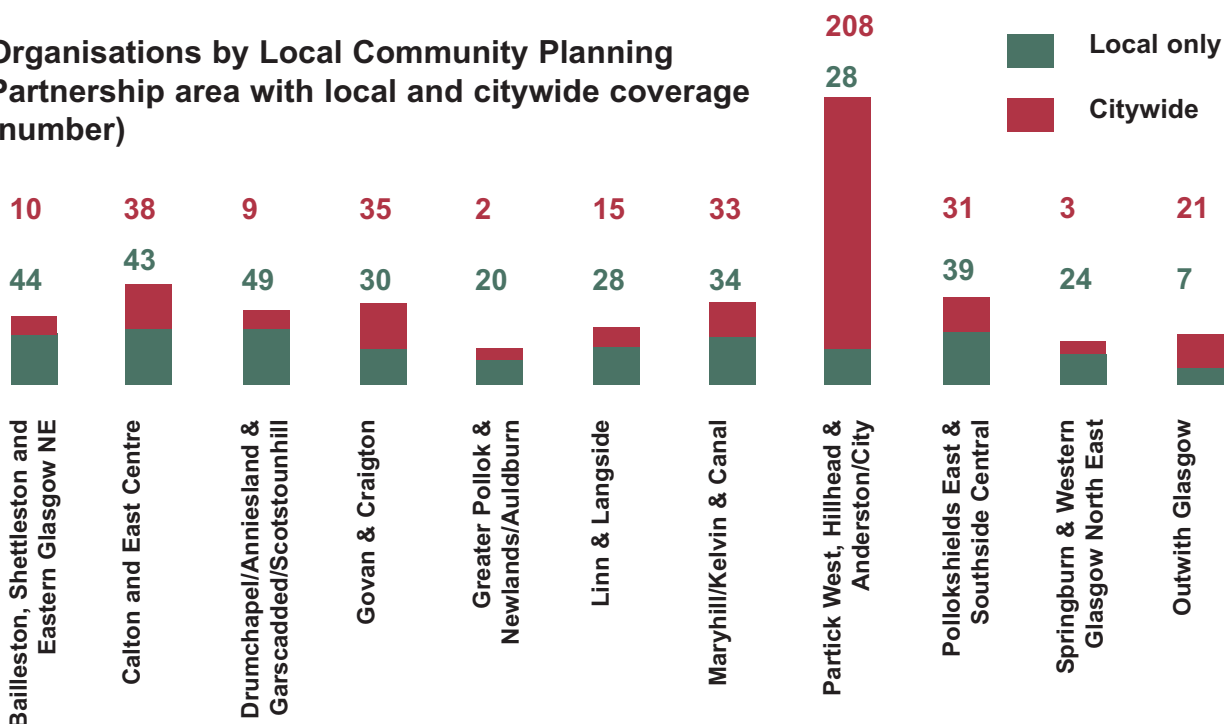 Organisations by Local Community Planning
Partnership area with local and citywide coverage
(number)
Local only
Citywide
208
28
10
38
9
35
2
15
33
31
3
21
44
43
49
30
20
28
34
39
24
7
Bailleston, Shettleston and
Eastern Glasgow NE
Calton and East Centre
Drumchapel/Anniesland &
Garscadded/Scotstounhill
Govan & Craigton
Greater Pollok &
Newlands/Auldburn
Linn & Langside
Maryhill/Kelvin & Canal
Partick West, Hillhead &
Anderston/City
Pollokshields East &
Southside Central
Springburn & Western
Glasgow North East
Outwith Glasgow